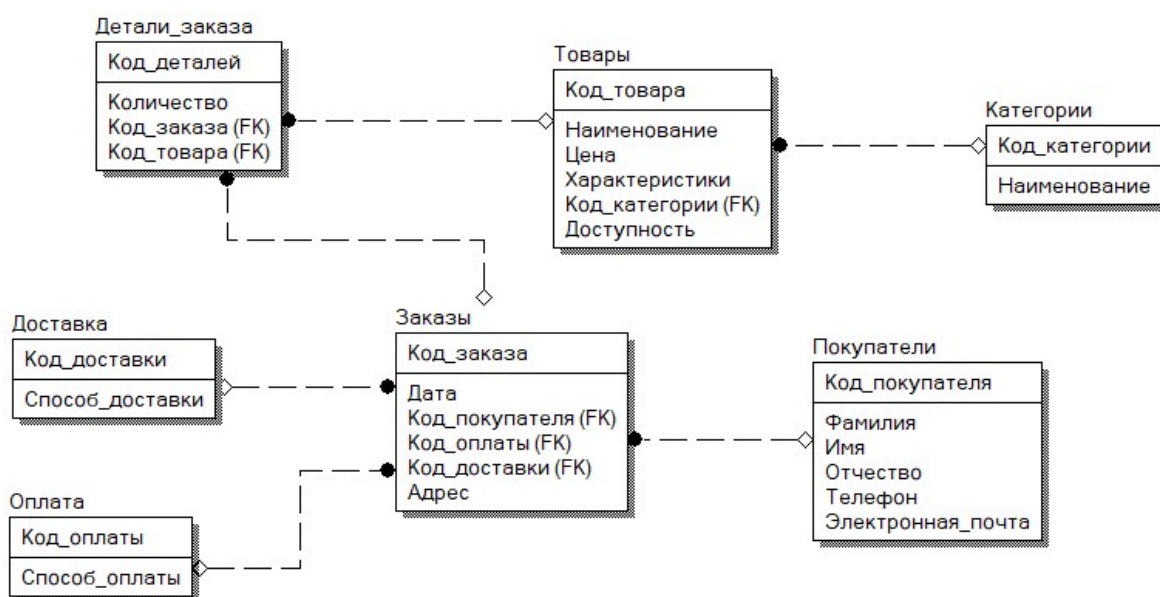 Детали_заказа
Код_деталей
Количество
Код_заказа (FK)
Код_товара (FK)
Товары
Код_товара
Наименование
Цена
Характеристики
Код_категории (FK)
Доступность
Категории
Код_категории
Наименование
Доставка
Код_доставки
Способ_доставки
Заказы
Код_заказа
Дата
Код_покупателя (FK)
Код_оплаты (FK)
Код_доставки (FK)
Адрес
Покупатели
Код_покупателя
Фамилия
Имя
Отчество
Телефон
Электронная_почта
Оплата
Код_оплаты
Способ_оплаты